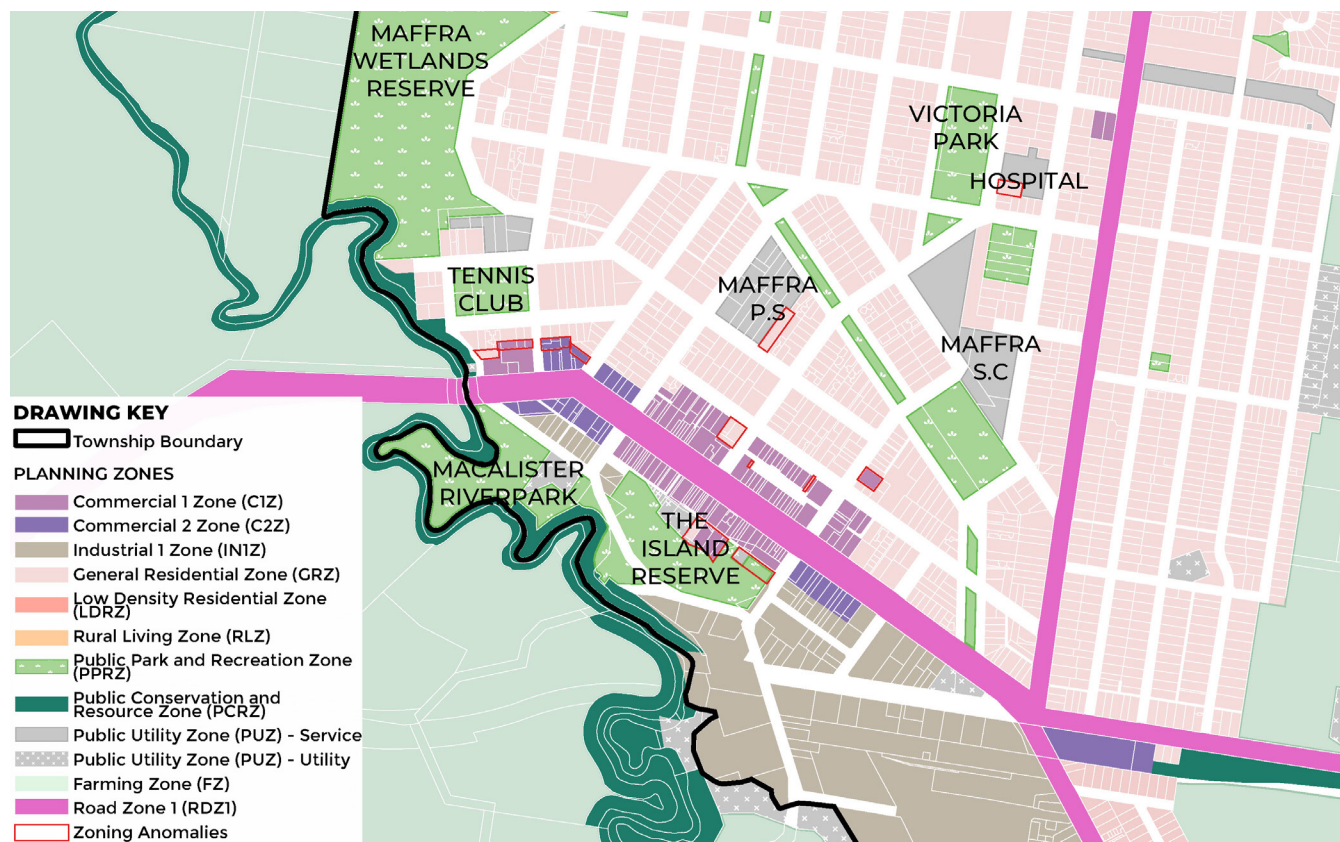 MAFFRA
WETLANDS
RESERVE
VICTORIA
PARK
HOSPITAL
TENNIS
CLUB
MAFFRA
P.S
MAFFRA
S.C
MACALISTER
RIVERPARK
THE
ISLAND
RESERVE
DRAWING KEY
Township Boundary
PLANNING ZONES
Commercial 1 Zone (C1Z)
Commercial 2 Zone (C2Z)
Industrial 1 Zone (IN1Z)
General Residential Zone (GRZ)
Low Density Residential Zone
(LDRZ)
Rural Living Zone (RLZ)
Public Park and Recreation Zone
(PPRZ)
Public Conservation and
Resource Zone (PCRZ)
Public Utility Zone (PUZ) - Service
Public Utility Zone (PUZ) - Utility
Farming Zone (FZ)
Road Zone 1 (RDZ1)
Zoning Anomalies